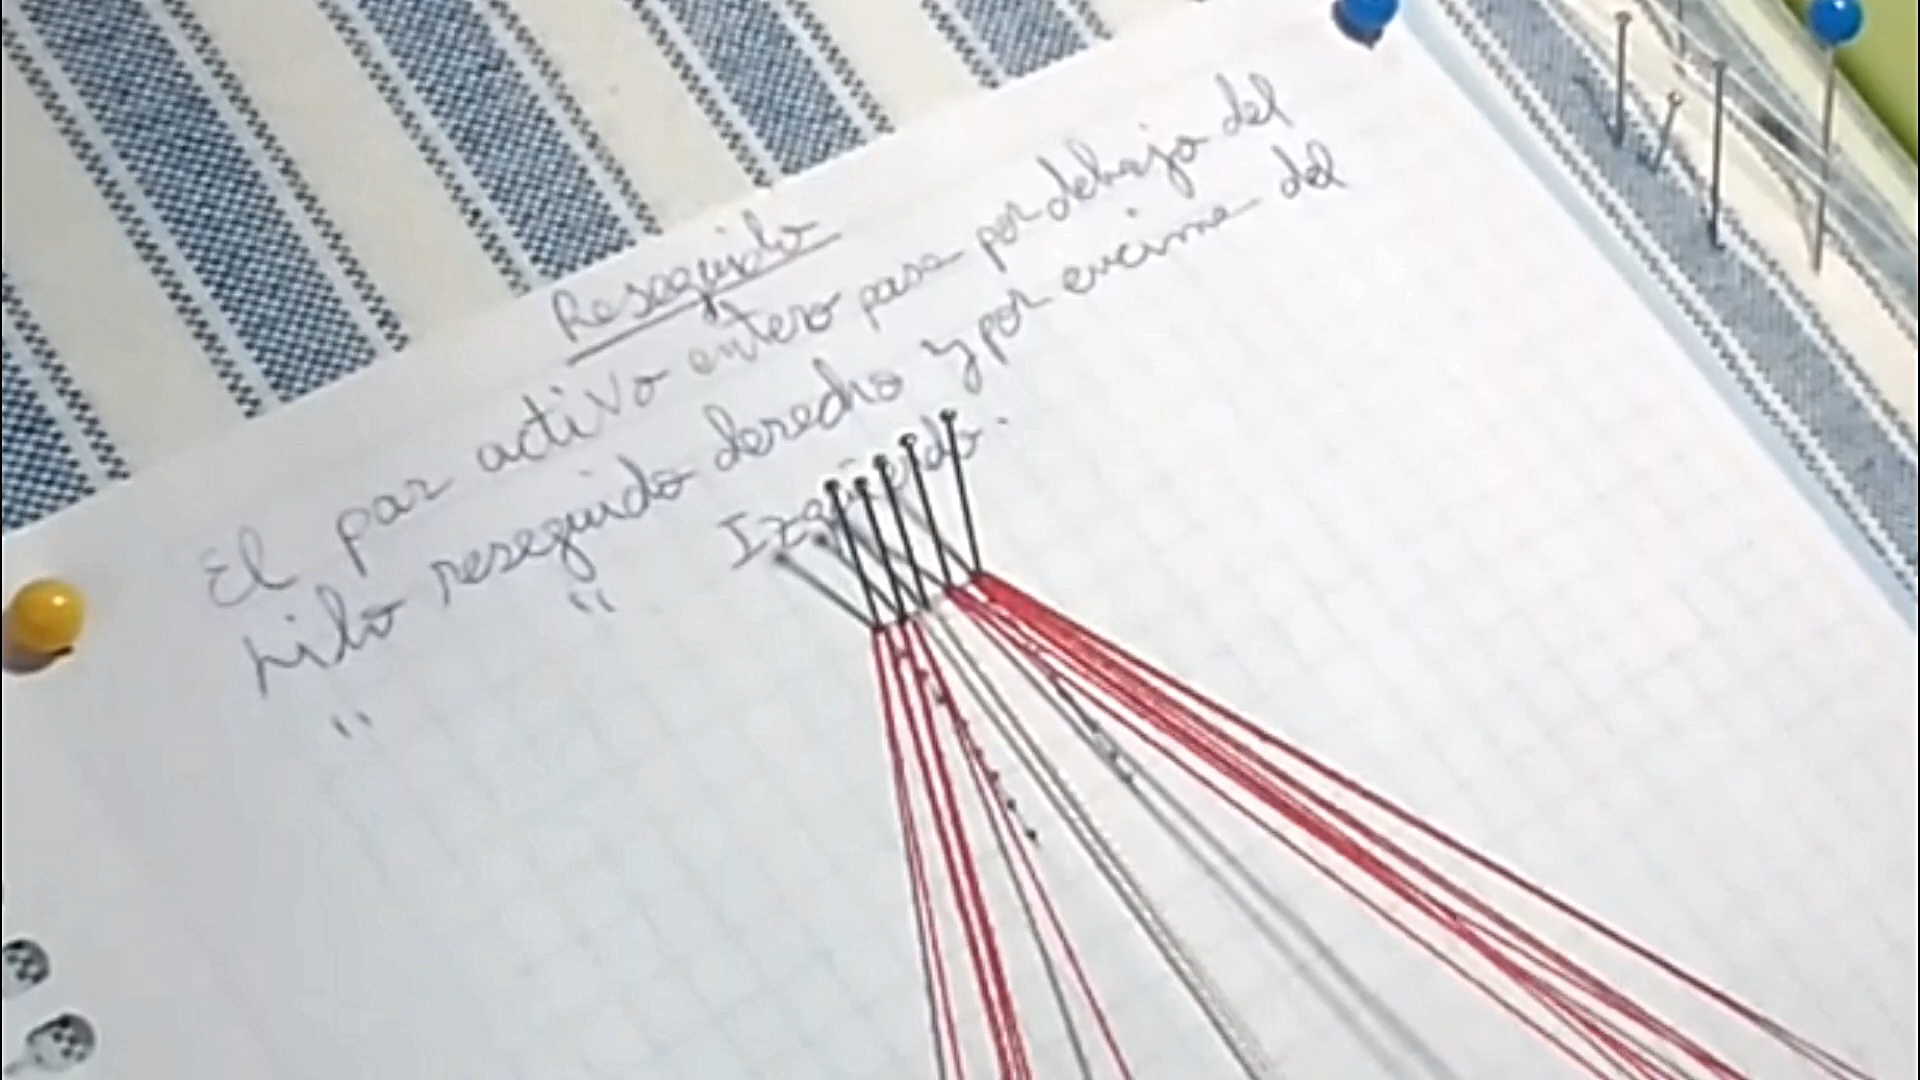 Reseguido
El par activo entero pasa por debajo del
hilo reseguido derecho y por encima del
" " Izquierdo.